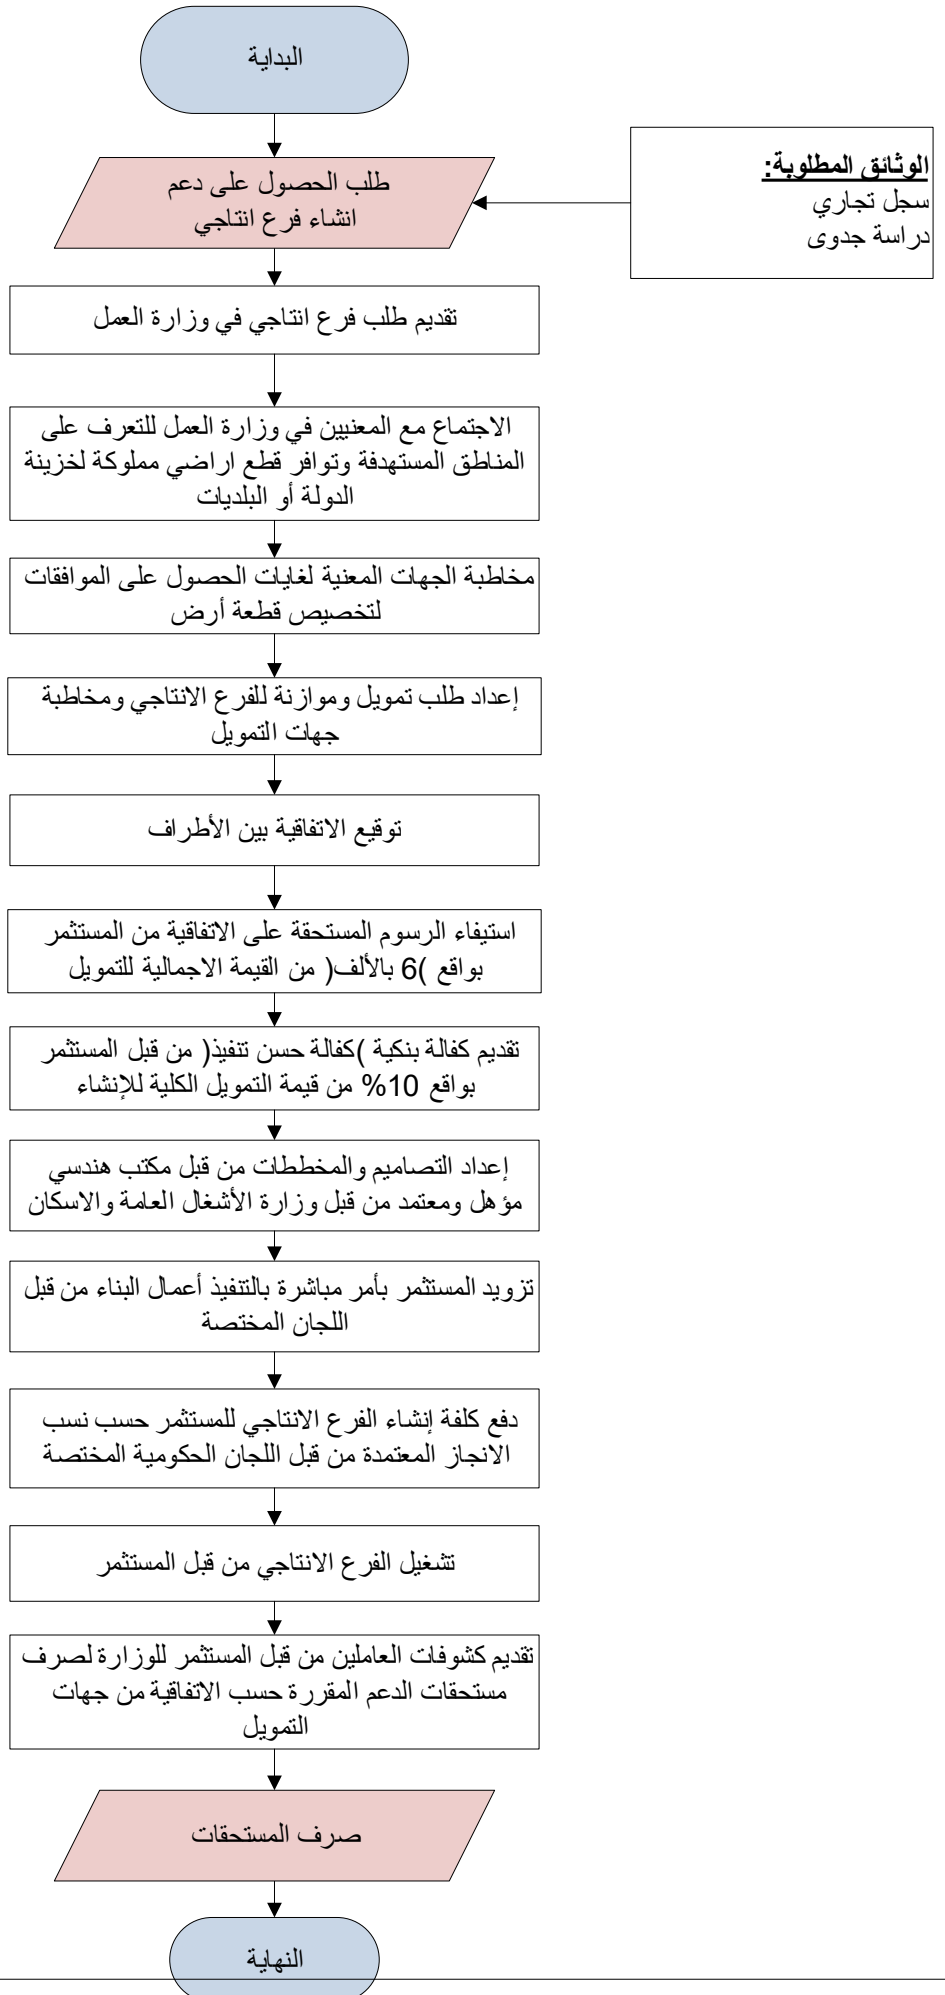 البداية
الوثائق المطلوبة:
سجل تجاري
دراسة جدوى
طلب الحصول على دعم
انشاء فرع انتاجي
تقديم طلب فرع انتاجي في وزارة العمل
الاجتماع مع المعنيين في وزارة العمل للتعرف على
المناطق المستهدفة وتوافر قطع اراضي مملوكة لخزينة
الدولة أو البلديات
مخاطبة الجهات المعنية لغايات الحصول على الموافقات
لتخصيص قطعة أرض
إعداد طلب تمويل وموازنة للفرع الانتاجي ومخاطبة
جهات التمويل
توقيع الاتفاقية بين الأطراف
استيفاء الرسوم المستحقة على الاتفاقية من المستثمر
بواقع (6 بالألف) من القيمة الاجمالية للتمويل
تقديم كفالة بنكية (كفالة حسن تنفيذ) من قبل المستثمر
بواقع 10% من قيمة التمويل الكلية للإنشاء
إعداد التصاميم والمخططات من قبل مكتب هندسي
مؤهل ومعتمد من قبل وزارة الأشغال العامة والاسكان
تزويد المستثمر بأمر مباشرة بالتنفيذ أعمال البناء من قبل
اللجان المختصة
دفع كلفة إنشاء الفرع الانتاجي للمستثمر حسب نسب
الانجاز المعتمدة من قبل اللجان الحكومية المختصة
تشغيل الفرع الانتاجي من قبل المستثمر
تقديم كشوفات العاملين من قبل المستثمر للوزارة لصرف
مستحقات الدعم المقررة حسب الاتفاقية من جهات
التمويل
صرف المستحقات
النهاية